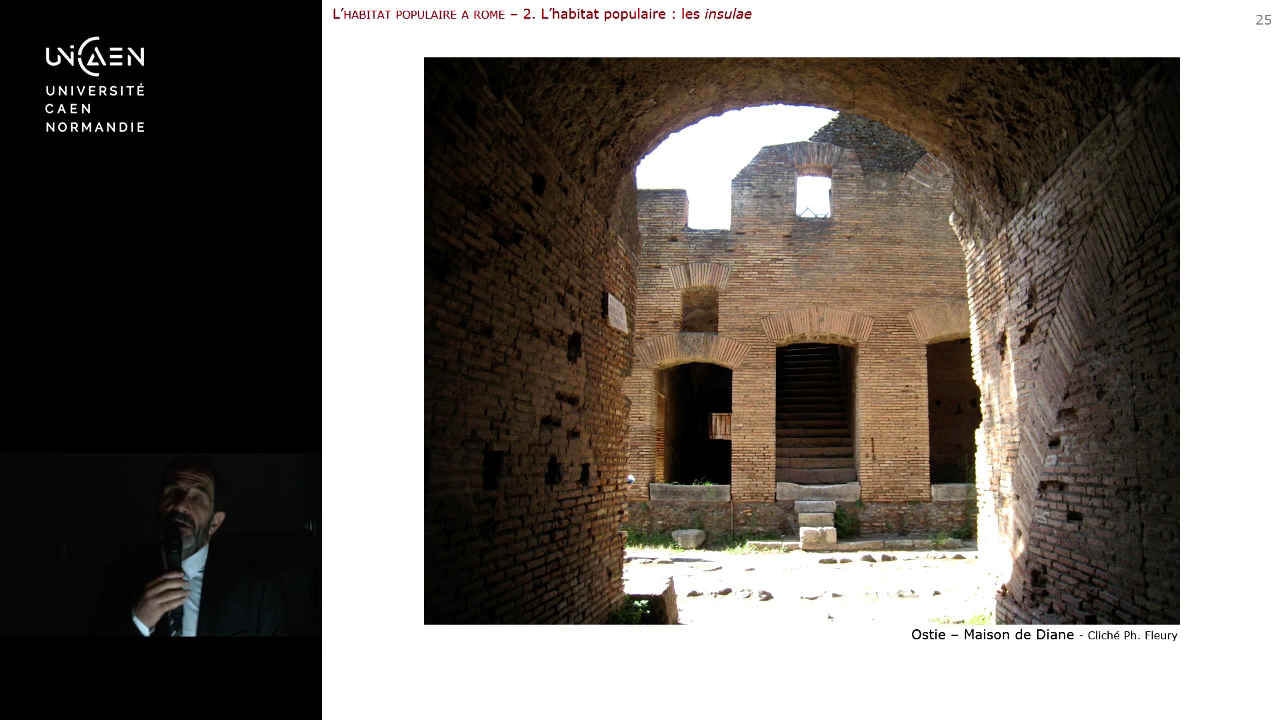 UNICAEN
UNIVERSITÉ
CAEN
NORMANDIE
L'HABITAT POPULAIRE A ROME – 2. L'habitat populaire : les insulae
25
Ostie – Maison de Diane - Cliché Ph. Fleury